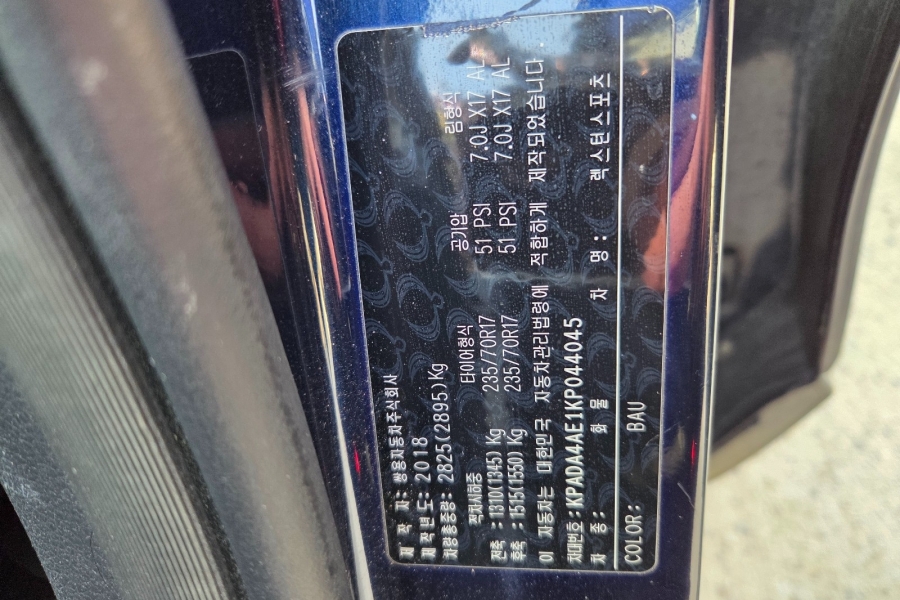 제 작 자: 쌍용자동차주식회사
제작년도: 2018
차량총중량: 2825(2895)Kg
적차시하중 타이어형식 공기압 림형식
전축: 1310(1345) Kg 235/70R17 51 PSI 7.0J X17 AL
후축: 1515(1550) Kg 235/70R17 51 PSI 7.0J X17 AL
이 자동차는 대한민국 자동차관리법령에 적합하게 제작되었습니다.
차대번호: KPADA4AE1KP044045
차 종: 화 물 차 명: 렉스턴스포츠
COLOR: BAU